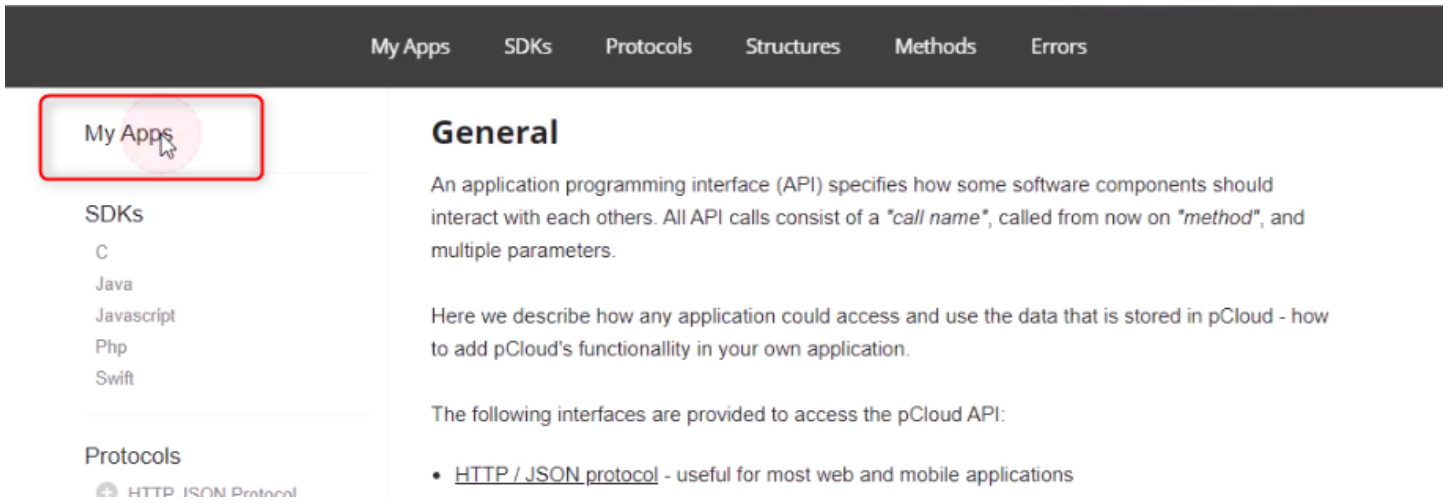 My Apps SDKs Protocols Structures Methods Errors
My Apps
SDKs
C
Java
Javascript
Php
Swift
Protocols
HTTP JSON Protocol
General
An application programming interface (API) specifies how some software components should
interact with each others. All API calls consist of a "call name", called from now on "method", and
multiple parameters.
Here we describe how any application could access and use the data that is stored in pCloud - how
to add pCloud's functionallity in your own application.
The following interfaces are provided to access the pCloud API:
• HTTP / JSON protocol - useful for most web and mobile applications